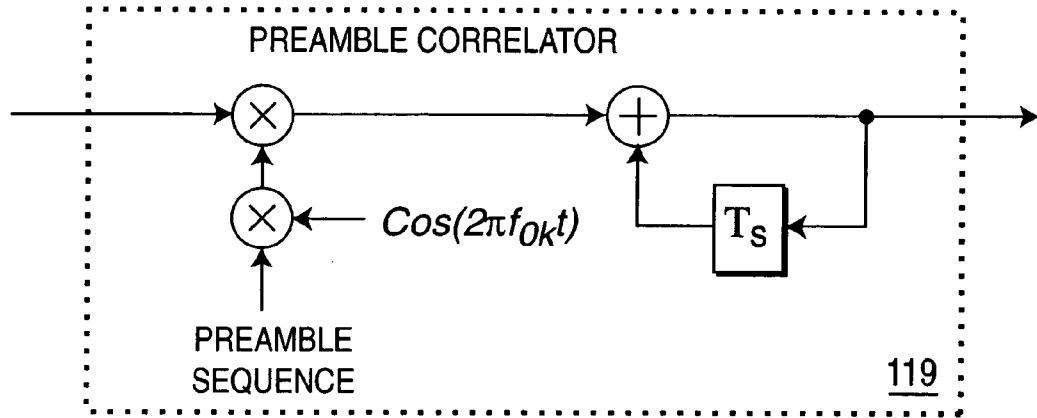 PREAMBLE CORRELATOR
×
+
×
Cos(2πf0kt)
Ts
PREAMBLE
SEQUENCE
119